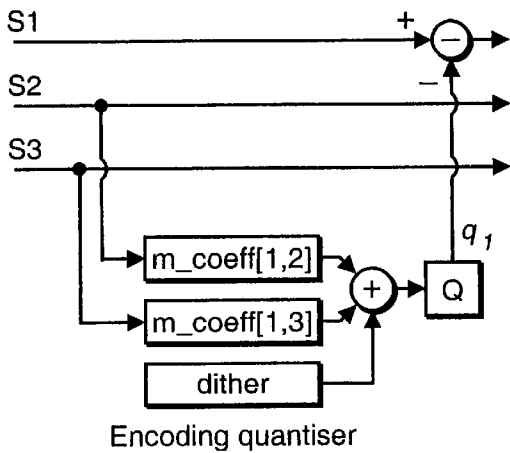 S1
+
−
−
S2
S3
q1
m_coeff[1,2]
+
Q
m_coeff[1,3]
dither
Encoding quantiser